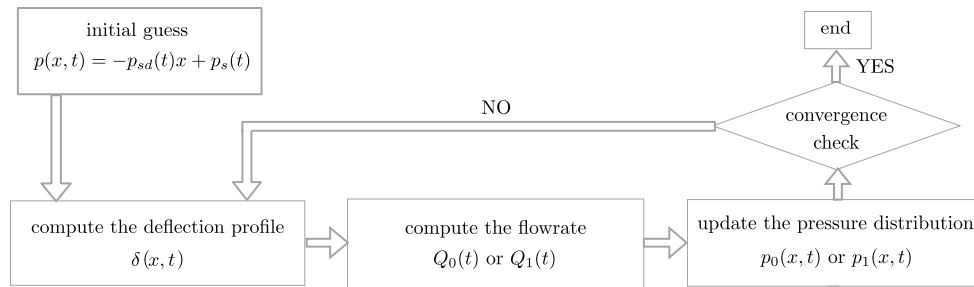 initial guess
p(x, t) = −p_{sd}(t)x + p_s(t)
end
YES
NO
convergence
check
compute the deflection profile
δ(x, t)
compute the flowrate
Q_0(t) or Q_1(t)
update the pressure distribution
p_0(x, t) or p_1(x, t)